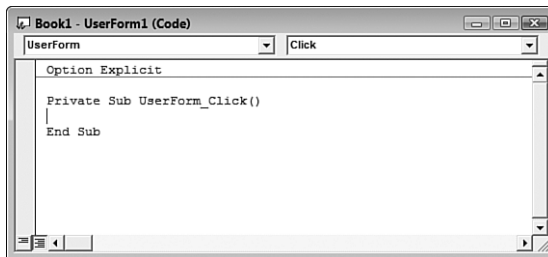 Book1 - UserForm1 (Code)
UserForm Click
Option Explicit
Private Sub UserForm_Click()
End Sub